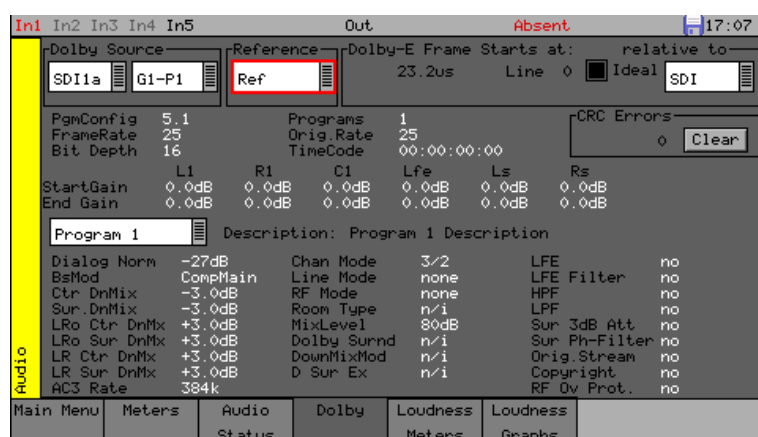 In1 In2 In3 In4 In5 Out Absent 17:07
Dolby Source Reference Dolby-E Frame Starts at: relative to
SDI1a G1-P1 Ref 23.2us Line 0 Ideal SDI
PgmConfig 5.1 Programs 1 CRC Errors
FrameRate 25 Orig.Rate 25 0 Clear
Bit Depth 16 TimeCode 00:00:00:00
L1 R1 C1 Lfe Ls Rs
StartGain 0.0dB 0.0dB 0.0dB 0.0dB 0.0dB 0.0dB
End Gain 0.0dB 0.0dB 0.0dB 0.0dB 0.0dB 0.0dB
Program 1 Description: Program 1 Description
Dialog Norm -27dB Chan Mode 3/2 LFE no
BsMod CompMain Line Mode none LFE Filter no
Ctr DnMix -3.0dB RF Mode none HPF no
Sur.DnMix -3.0dB Room Type n/i LPF no
LRo Ctr DnMx +3.0dB MixLevel 80dB Sur 3dB Att no
LRo Sur DnMx +3.0dB Dolby Surnd n/i Sur Ph-Filter no
LR Ctr DnMx +3.0dB DownMixMod n/i Orig.Stream no
LR Sur DnMx +3.0dB D Sur Ex n/i Copyright no
AC3 Rate 384k RF Ov Prot. no
Audio
Main Menu Meters Audio Status Dolby Loudness Meters Loudness Graphs